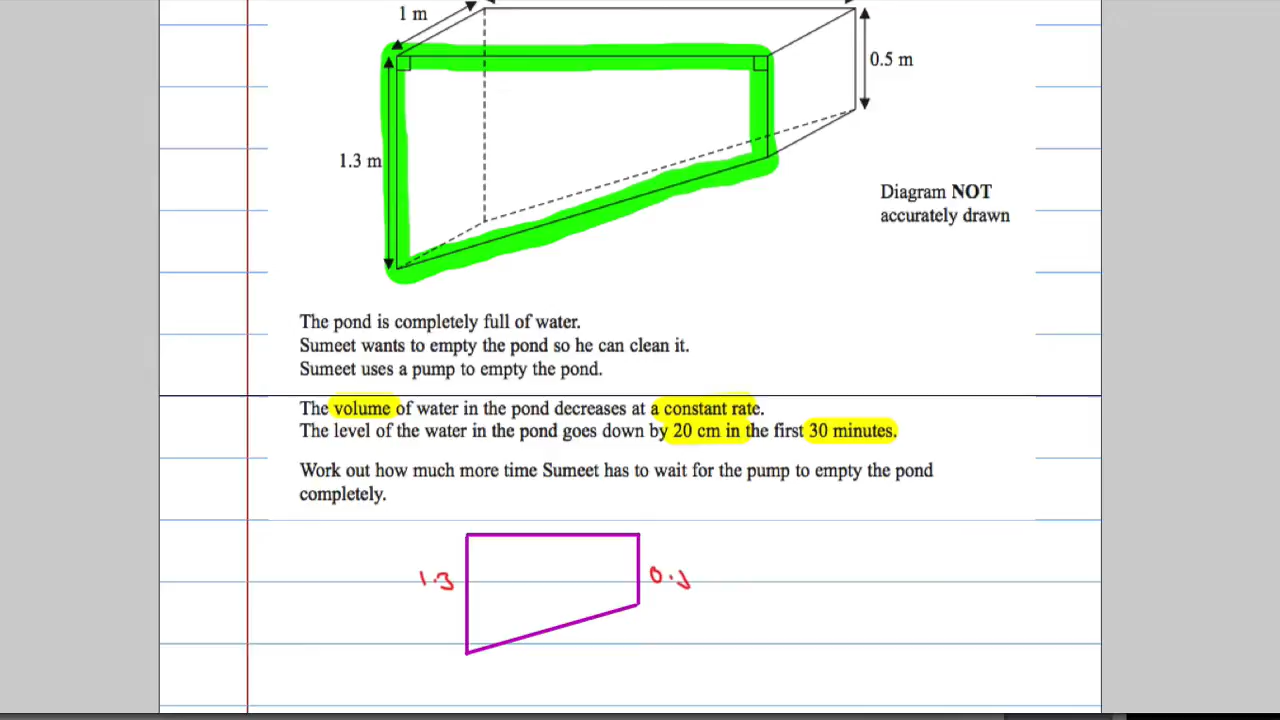 1 m
0.5 m
1.3 m
Diagram NOT
accurately drawn
The pond is completely full of water.
Sumeet wants to empty the pond so he can clean it.
Sumeet uses a pump to empty the pond.
The volume of water in the pond decreases at a constant rate.
The level of the water in the pond goes down by 20 cm in the first 30 minutes.
Work out how much more time Sumeet has to wait for the pump to empty the pond
completely.
1.3
0.5